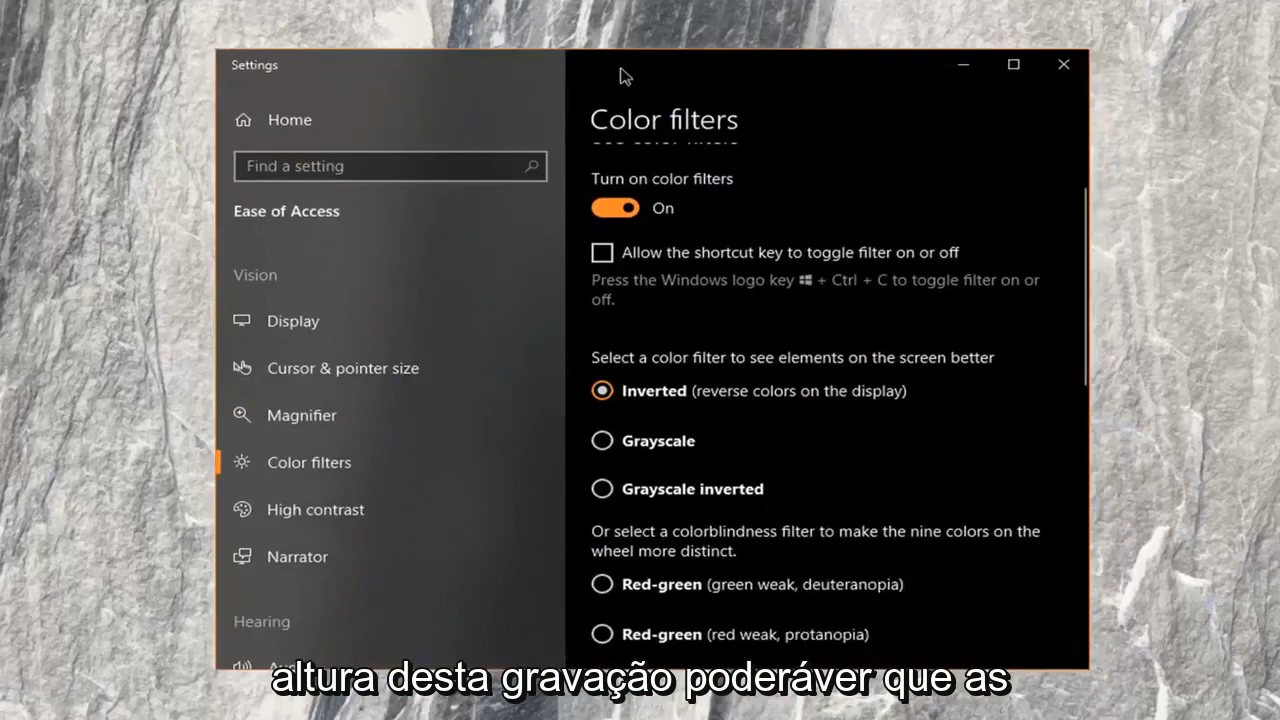 Settings
Home
Find a setting
Ease of Access
Vision
Display
Cursor & pointer size
Magnifier
Color filters
High contrast
Narrator
Hearing
Color filters
Turn on color filters
On
Allow the shortcut key to toggle filter on or off
Press the Windows logo key + Ctrl + C to toggle filter on or
off.
Select a color filter to see elements on the screen better
Inverted (reverse colors on the display)
Grayscale
Grayscale inverted
Or select a colorblindness filter to make the nine colors on the
wheel more distinct.
Red-green (green weak, deuteranopia)
Red-green (red weak, protanopia)
altura desta gravação poderáver que as